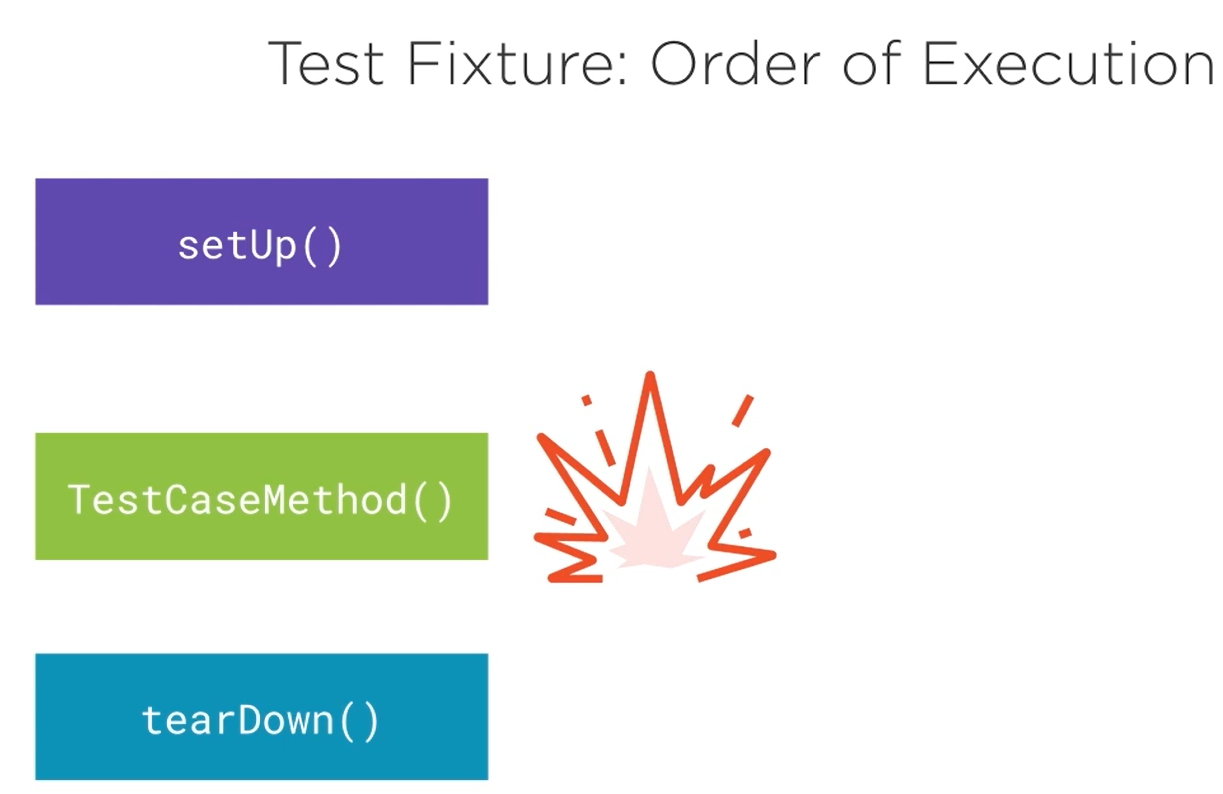 Test Fixture: Order of Execution
setUp()
TestCaseMethod()
tearDown()